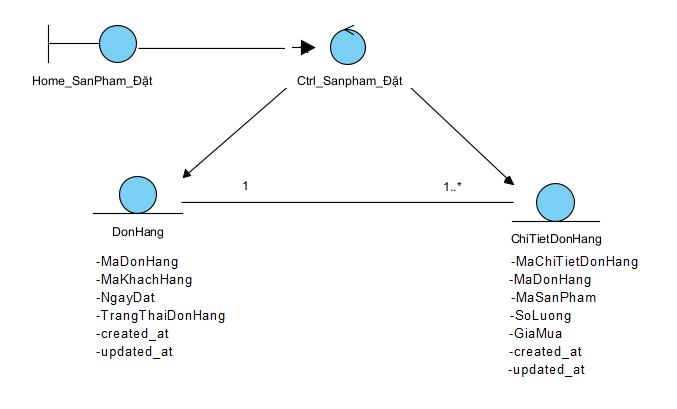 Home_SanPham_Đặt
Ctrl_Sanpham_Đặt
1
1..*
DonHang
-MaDonHang
-MaKhachHang
-NgayDat
-TrangThaiDonHang
-created_at
-updated_at
ChiTietDonHang
-MaChiTietDonHang
-MaDonHang
-MaSanPham
-SoLuong
-GiaMua
-created_at
-updated_at